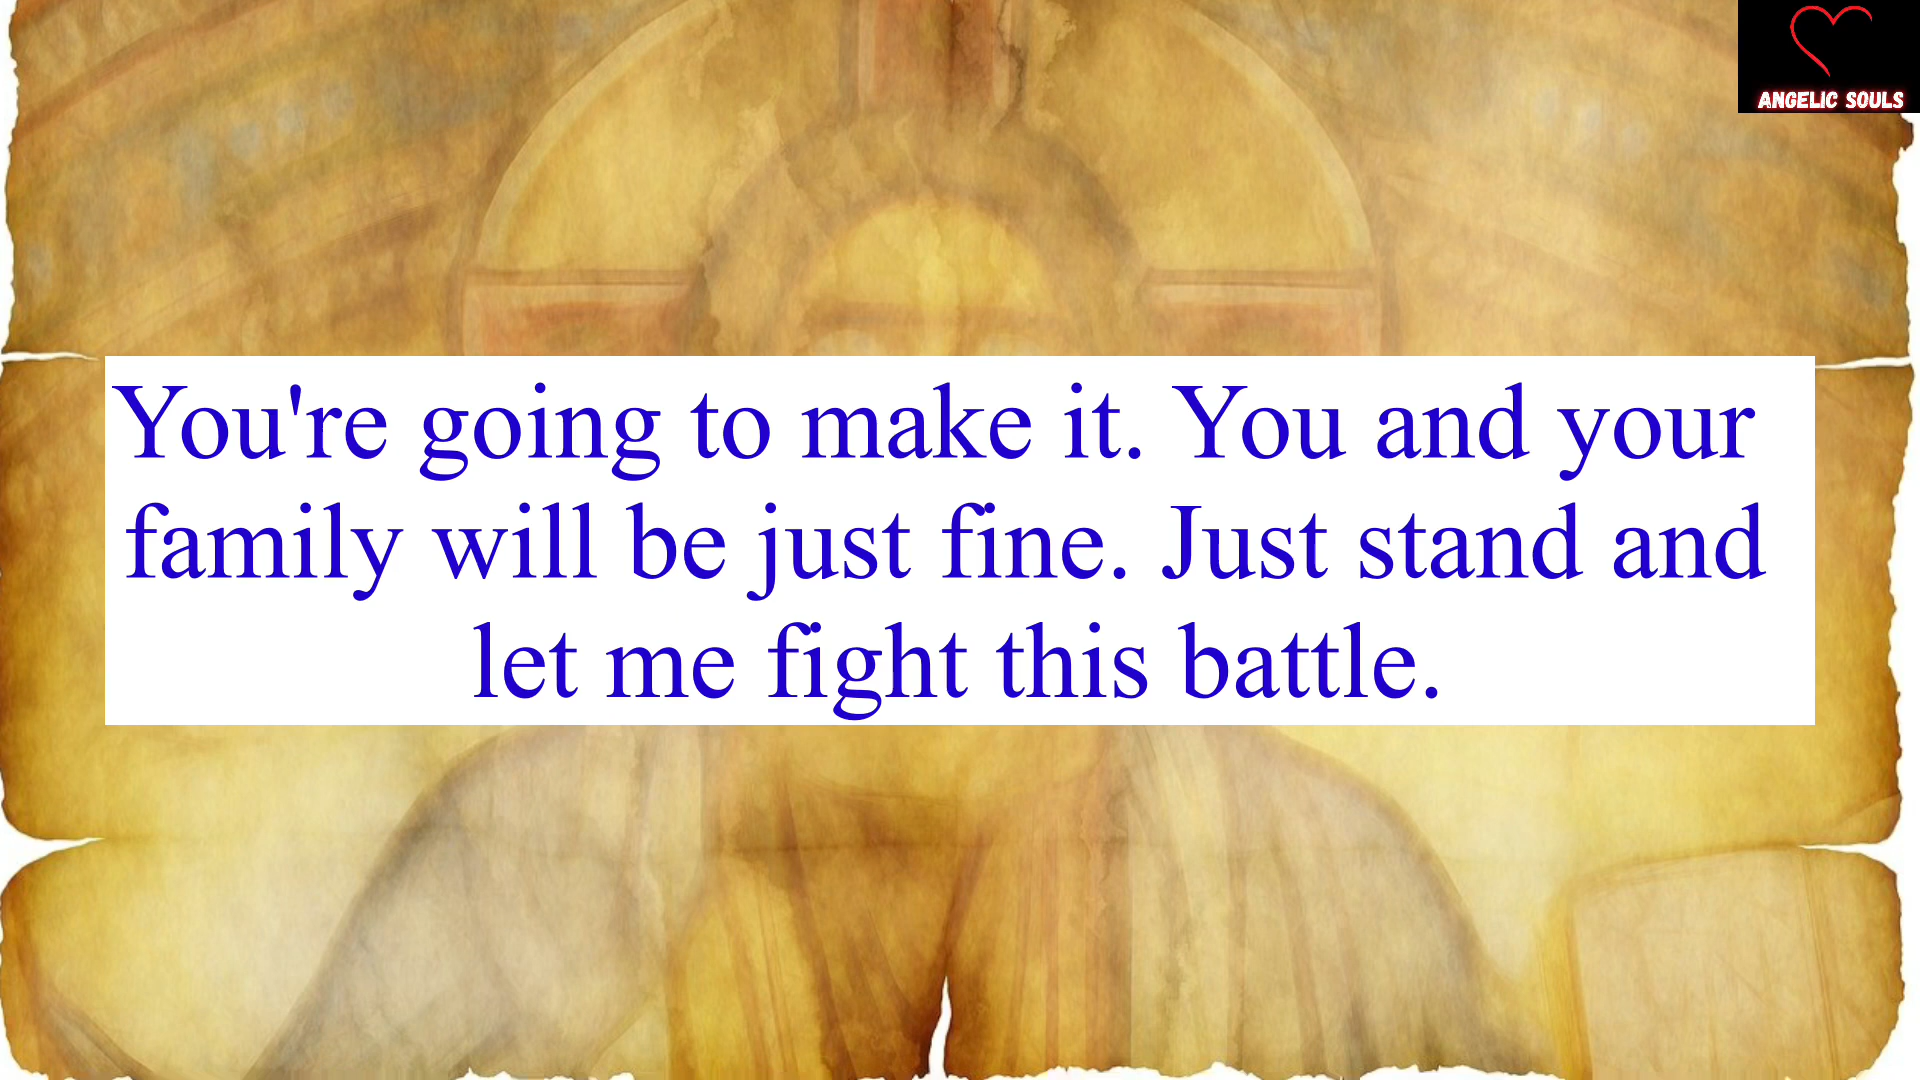 ANGELIC SOULS
You're going to make it. You and your
family will be just fine. Just stand and
let me fight this battle.